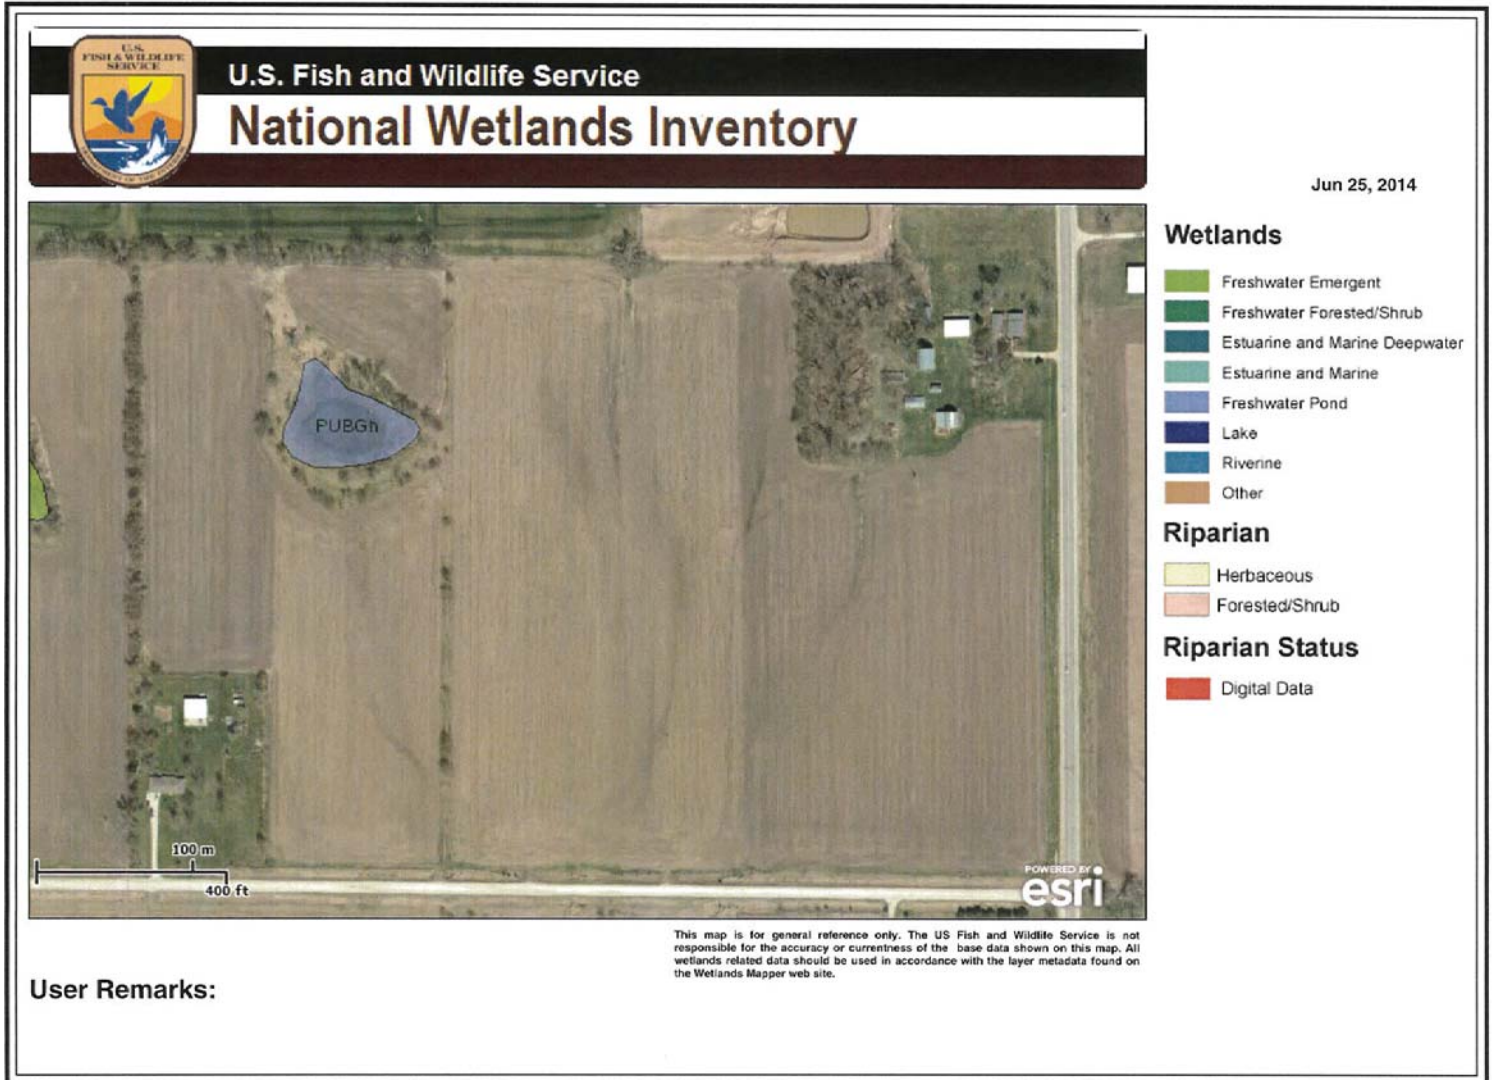 U.S.
FISH & WILDLIFE
SERVICE
U.S. Fish and Wildlife Service
National Wetlands Inventory
Jun 25, 2014
Wetlands
Freshwater Emergent
Freshwater Forested/Shrub
Estuarine and Marine Deepwater
Estuarine and Marine
Freshwater Pond
Lake
Riverine
Other
Riparian
Herbaceous
Forested/Shrub
Riparian Status
Digital Data
PUBGh
100 m
400 ft
POWERED BY
esri
This map is for general reference only. The US Fish and Wildlife Service is not
responsible for the accuracy or currentness of the base data shown on this map. All
wetlands related data should be used in accordance with the layer metadata found on
the Wetlands Mapper web site.
User Remarks: